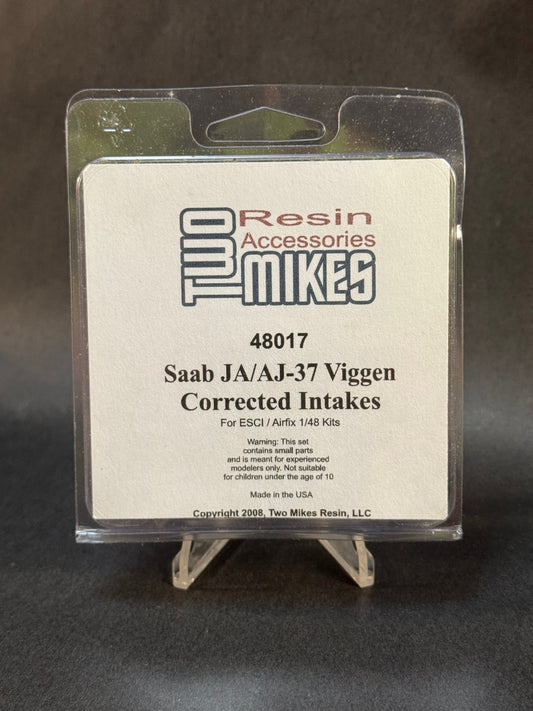 TWO
Resin
Accessories
MIKES
48017
Saab JA/AJ-37 Viggen
Corrected Intakes
For ESCI / Airfix 1/48 Kits
Warning: This set
contains small parts
and is meant for experienced
modelers only. Not suitable
for children under the age of 10
Made in the USA
Copyright 2008, Two Mikes Resin, LLC